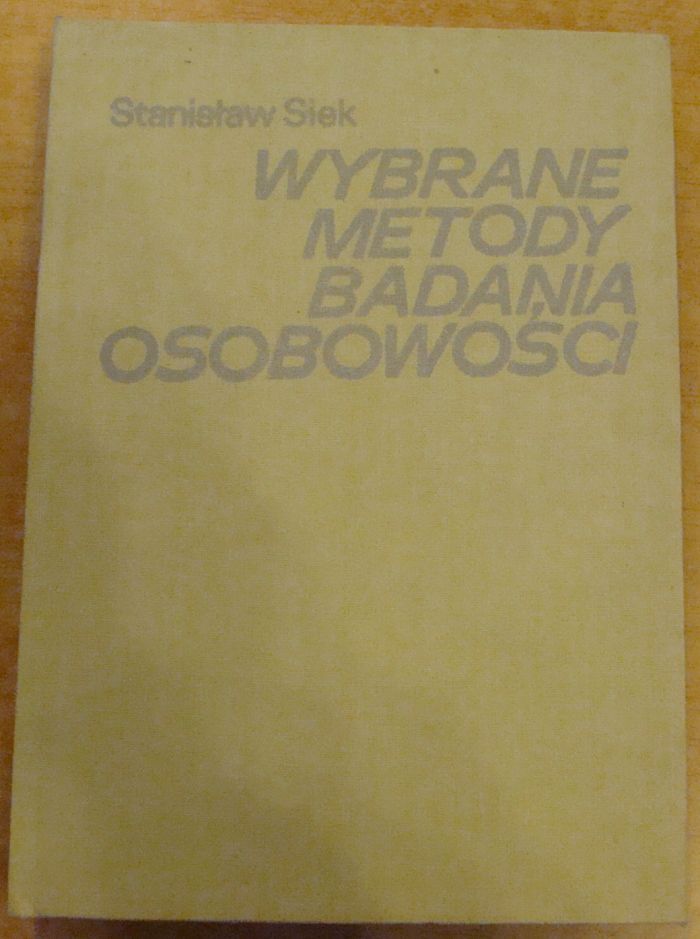 Stanisław Siek
WYBRANE
METODY
BADANIA
OSOBOWOŚCI